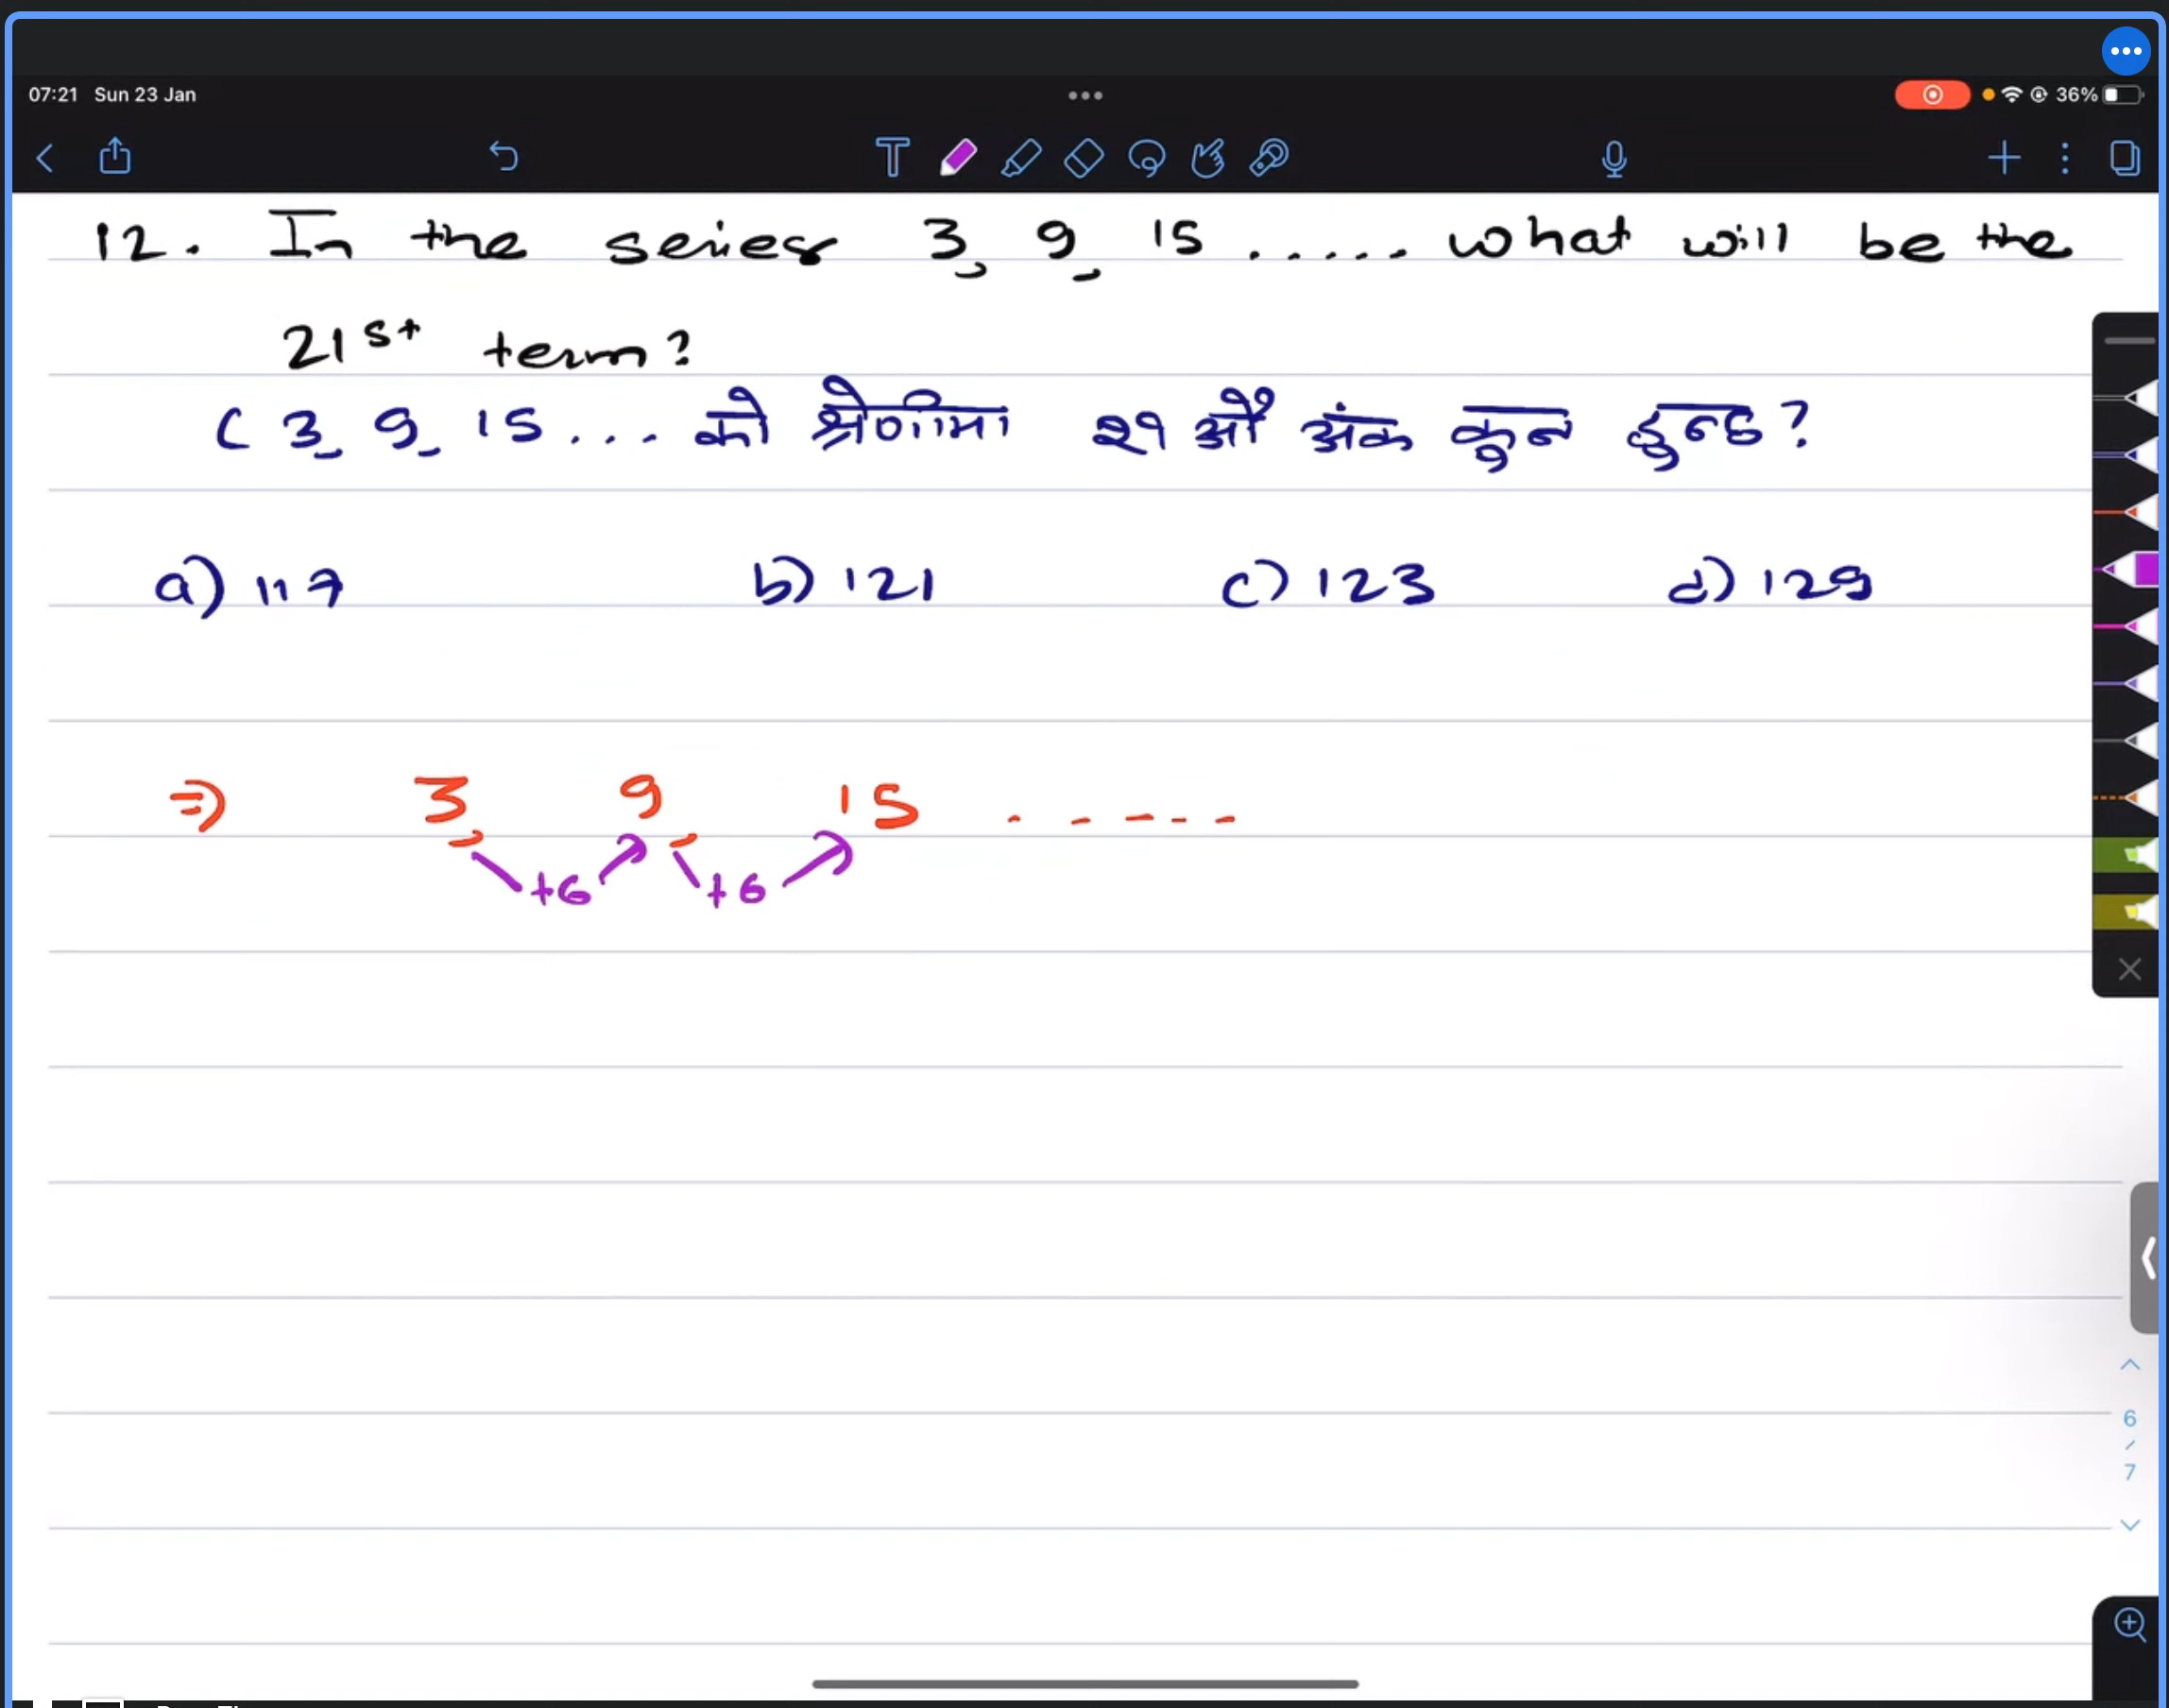 07:21 Sun 23 Jan
36%
12. In the series 3, 9, 15 ..... what will be the
21st term?
( 3, 9, 15 ... को श्रेणीमा २१ औं अंक कुन हुन्छ?
a) 117 b) 121 c) 123 d) 129
⇒ 3, 9, 15 .....
+6 +6
6
/
7